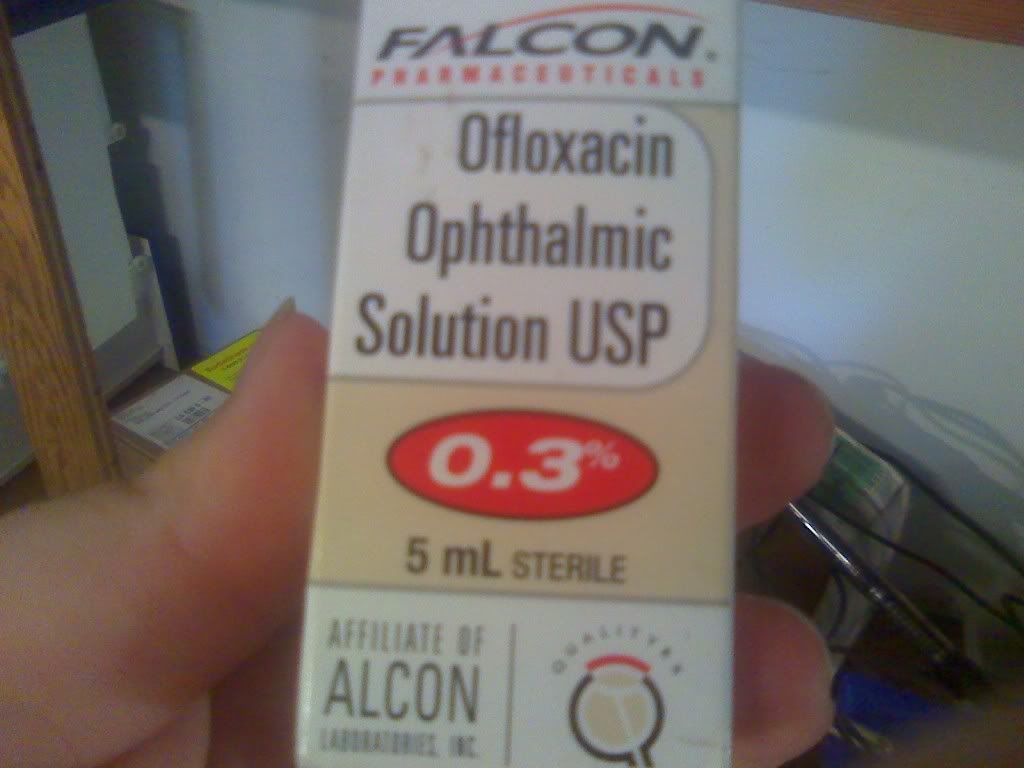 FALCON
PHARMACEUTICALS
Ofloxacin
Ophthalmic
Solution USP
0.3%
5 mL STERILE
AFFILIATE OF
ALCON
LABORATORIES, INC.